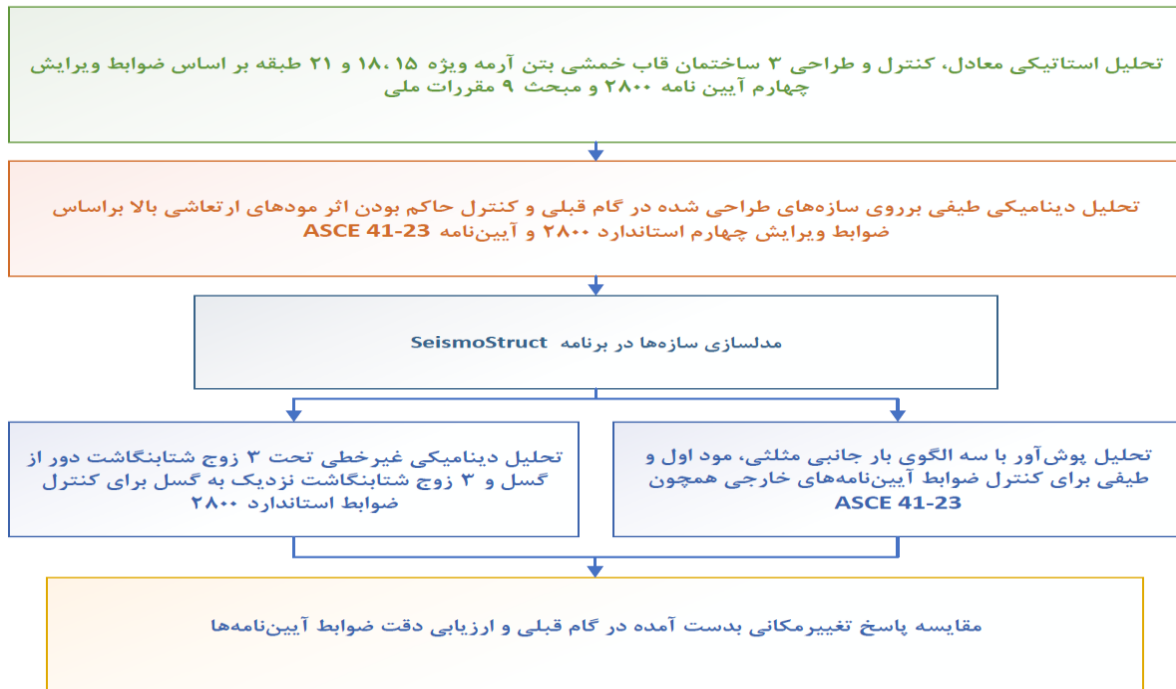 تحلیل استاتیکی معادل، کنترل و طراحی ۳ ساختمان قاب خمشی بتن آرمه ویژه ۱۵، ۱۸ و ۲۱ طبقه بر اساس ضوابط ویرایش
چهارم آیین نامه ۲۸۰۰ و مبحث ۹ مقررات ملی
تحلیل دینامیکی طیفی برروی سازه‌های طراحی شده در گام قبلی و کنترل حاکم بودن اثر مودهای ارتعاشی بالا براساس
ضوابط ویرایش چهارم استاندارد ۲۸۰۰ و آیین‌نامه ASCE 41-23
مدلسازی سازه‌ها در برنامه SeismoStruct
تحلیل پوش‌آور با سه الگوی بار جانبی مثلثی، مود اول و
طیفی برای کنترل ضوابط آیین‌نامه‌های خارجی همچون
ASCE 41-23
تحلیل دینامیکی غیرخطی تحت ۳ زوج شتابنگاشت دور از
گسل و ۳ زوج شتابنگاشت نزدیک به گسل برای کنترل
ضوابط استاندارد ۲۸۰۰
مقایسه پاسخ تغییرمکانی بدست آمده در گام قبلی و ارزیابی دقت ضوابط آیین‌نامه‌ها